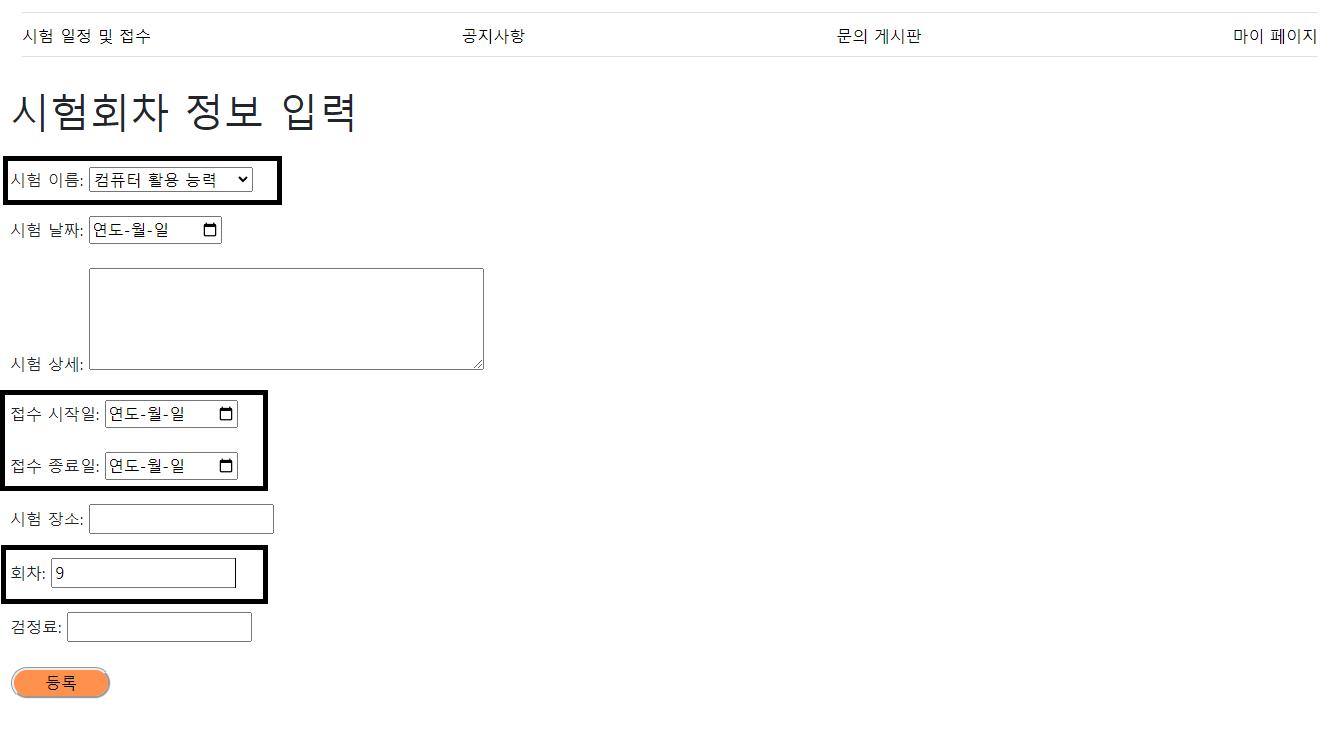 시험 일정 및 접수 공지사항 문의 게시판 마이 페이지
시험회차 정보 입력
시험 이름: 컴퓨터 활용 능력
시험 날짜: 연도-월-일
시험 상세:
접수 시작일: 연도-월-일
접수 종료일: 연도-월-일
시험 장소:
회차: 9
검정료:
등록